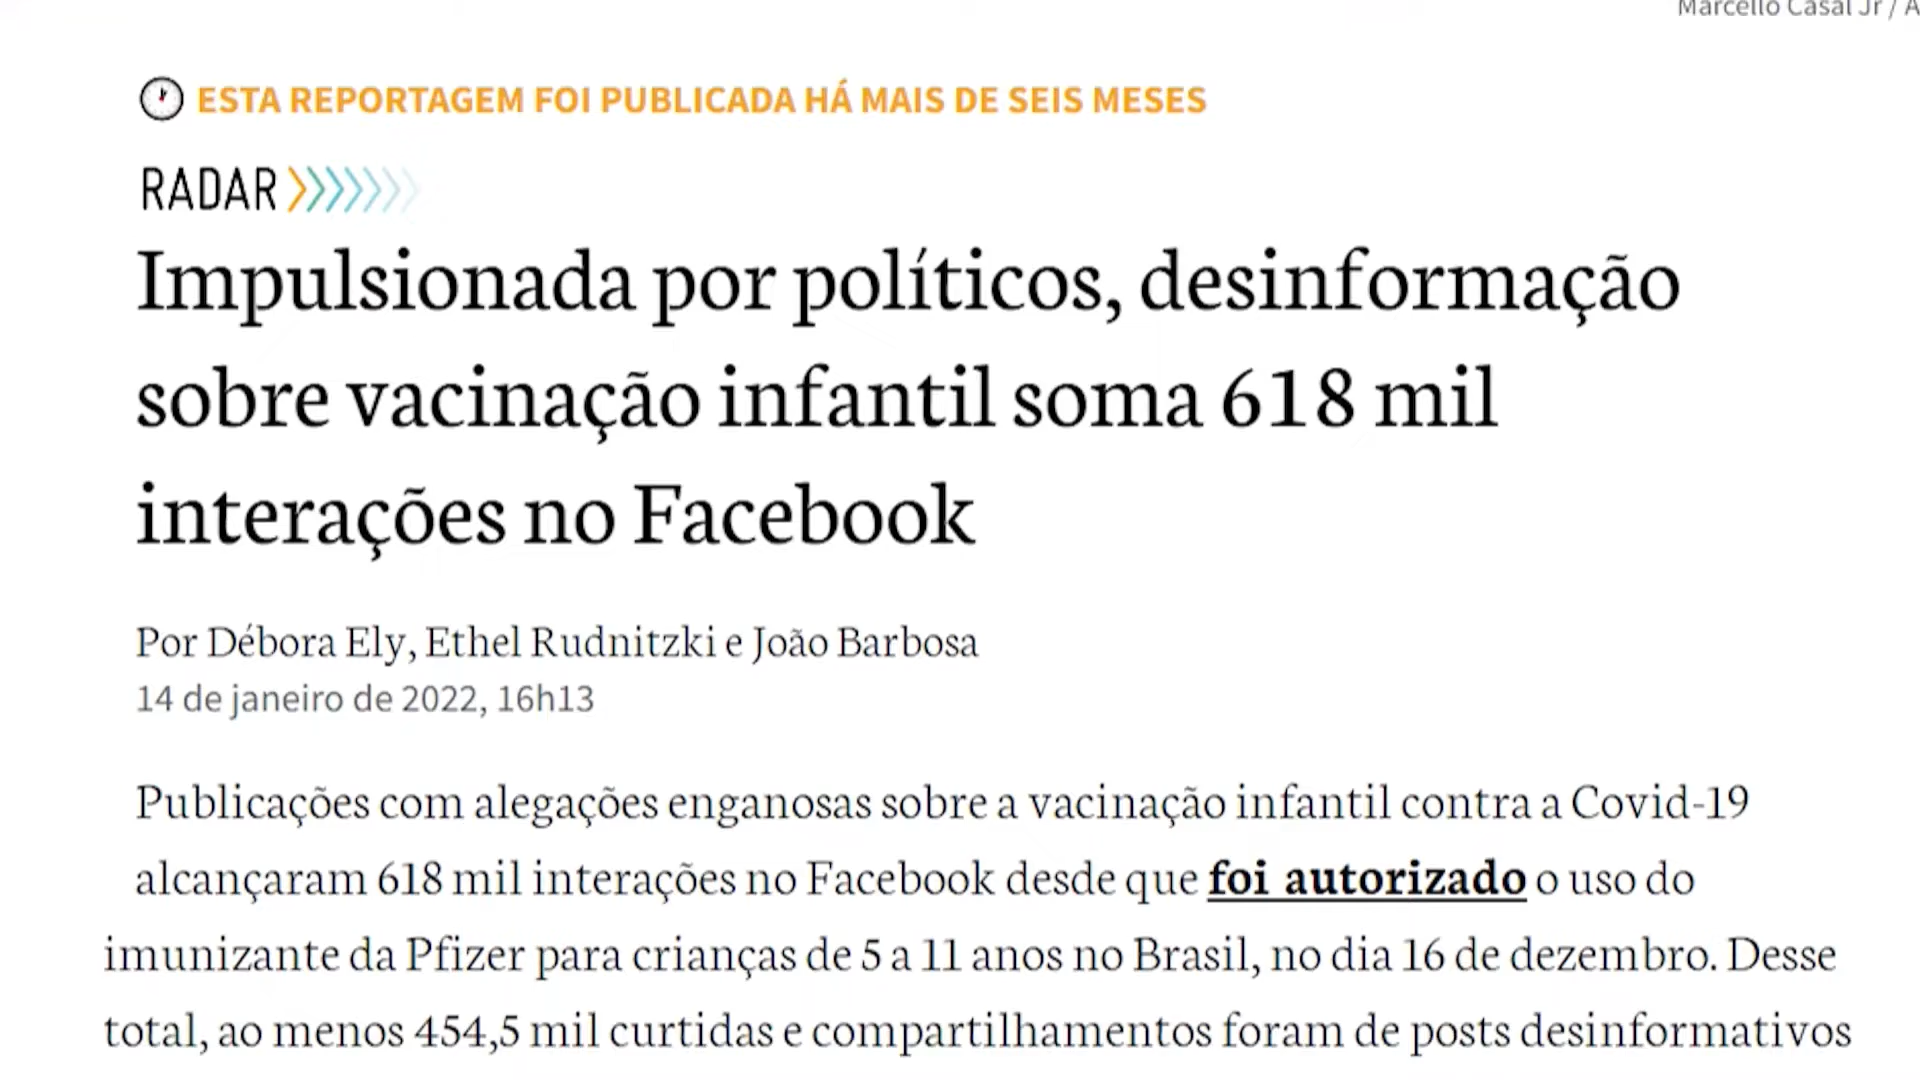 Marcello Casal Jr / A
ESTA REPORTAGEM FOI PUBLICADA HÁ MAIS DE SEIS MESES
RADAR
Impulsionada por políticos, desinformação
sobre vacinação infantil soma 618 mil
interações no Facebook
Por Débora Ely, Ethel Rudnitzki e João Barbosa
14 de janeiro de 2022, 16h13
Publicações com alegações enganosas sobre a vacinação infantil contra a Covid-19
alcançaram 618 mil interações no Facebook desde que foi autorizado o uso do
imunizante da Pfizer para crianças de 5 a 11 anos no Brasil, no dia 16 de dezembro. Desse
total, ao menos 454,5 mil curtidas e compartilhamentos foram de posts desinformativos